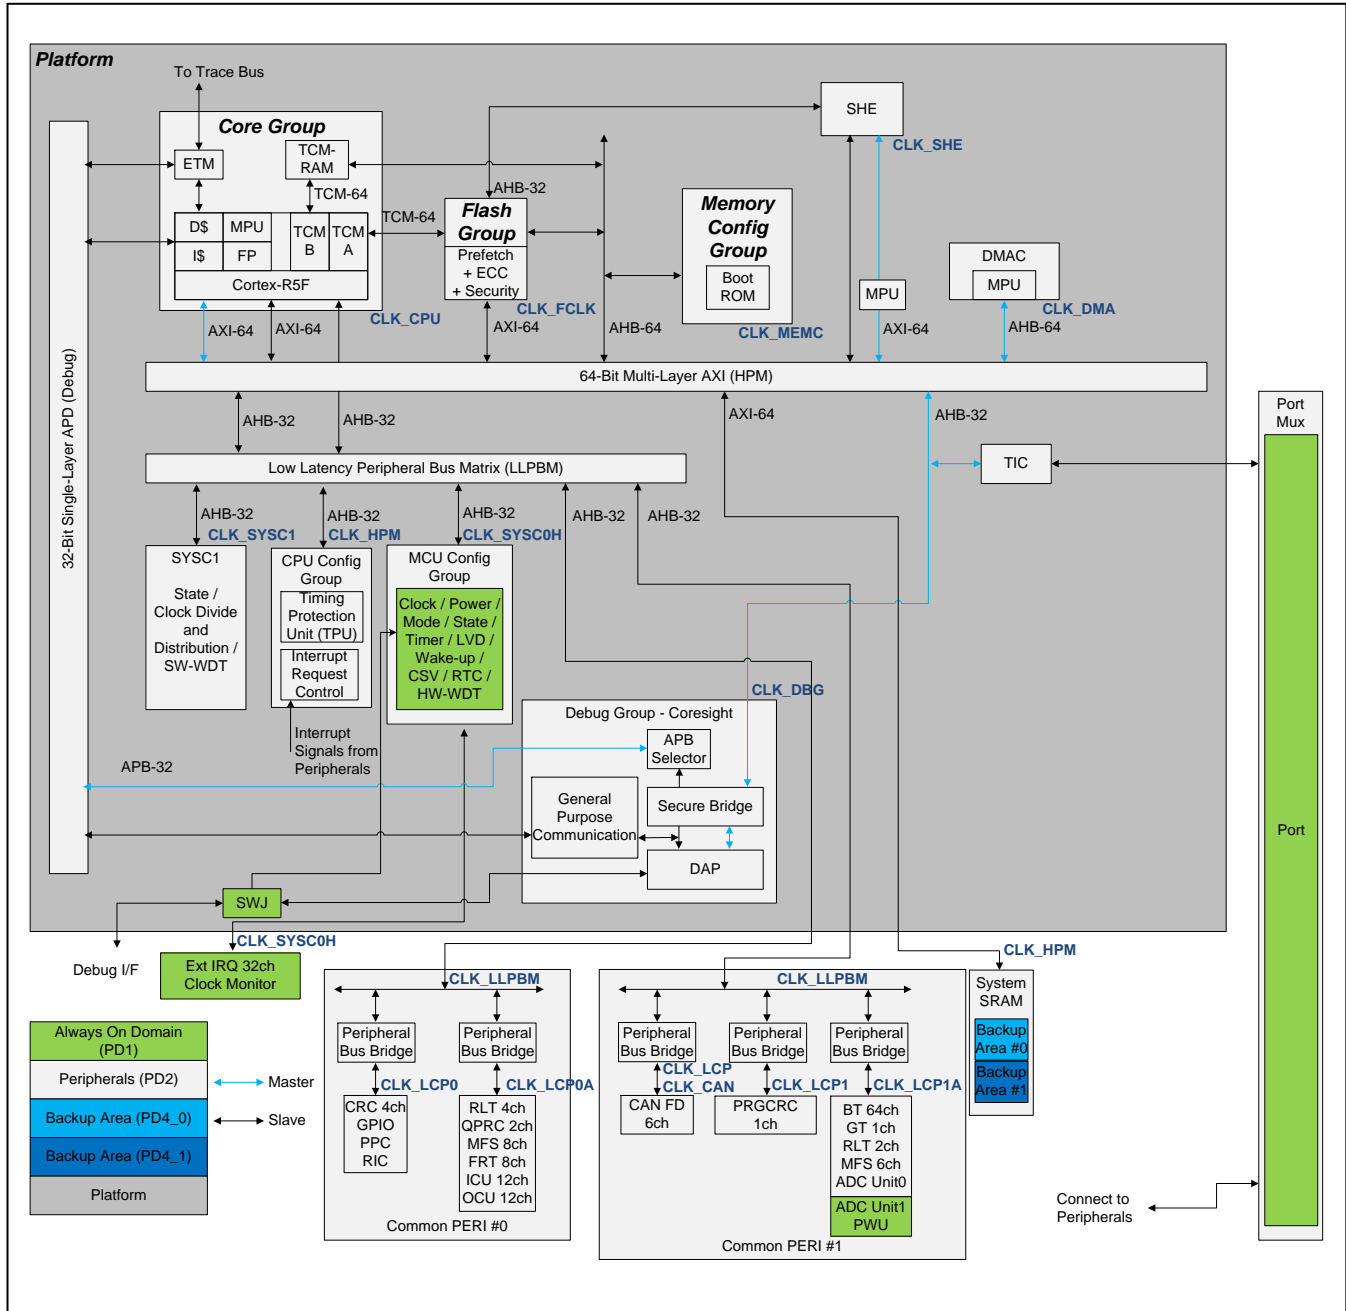 Platform
To Trace Bus
Core Group
ETM
TCM-
RAM
TCM-64
D$
MPU
I$
FP
TCM
B
TCM
A
Cortex-R5F
CLK_CPU
TCM-64
AHB-32
Flash
Group
Prefetch
+ ECC
+ Security
CLK_FCLK
SHE
CLK_SHE
Memory
Config
Group
Boot
ROM
CLK_MEMC
MPU
DMAC
MPU
CLK_DMA
AXI-64
AXI-64
AXI-64
AHB-64
AXI-64
AHB-64
64-Bit Multi-Layer AXI (HPM)
32-Bit Single-Layer APD (Debug)
AHB-32
AHB-32
AXI-64
AHB-32
Low Latency Peripheral Bus Matrix (LLPBM)
TIC
Port
Mux
Port
AHB-32
CLK_SYSC1
AHB-32
CLK_HPM
AHB-32
CLK_SYSC0H
AHB-32
AHB-32
SYSC1
State /
Clock Divide
and
Distribution /
SW-WDT
CPU Config
Group
Timing
Protection
Unit (TPU)
Interrupt
Request
Control
MCU Config
Group
Clock / Power /
Mode / State /
Timer / LVD /
Wake-up /
CSV / RTC /
HW-WDT
Interrupt
Signals from
Peripherals
CLK_DBG
Debug Group - Coresight
APB
Selector
APB-32
General
Purpose
Communication
Secure Bridge
DAP
SWJ
CLK_SYSC0H
Debug I/F
Ext IRQ 32ch
Clock Monitor
CLK_HPM
System
SRAM
Backup
Area #0
Backup
Area #1
CLK_LLPBM
Peripheral
Bus Bridge
Peripheral
Bus Bridge
CLK_LCP0
CLK_LCP0A
CRC 4ch
GPIO
PPC
RIC
RLT 4ch
QPRC 2ch
MFS 8ch
FRT 8ch
ICU 12ch
OCU 12ch
Common PERI #0
CLK_LLPBM
Peripheral
Bus Bridge
Peripheral
Bus Bridge
Peripheral
Bus Bridge
CLK_LCP
CLK_CAN
CLK_LCP1
CLK_LCP1A
CAN FD
6ch
PRGCRC
1ch
BT 64ch
GT 1ch
RLT 2ch
MFS 6ch
ADC Unit0
ADC Unit1
PWU
Common PERI #1
Connect to
Peripherals
Always On Domain
(PD1)
Peripherals (PD2)
Backup Area (PD4_0)
Backup Area (PD4_1)
Platform
Master
Slave